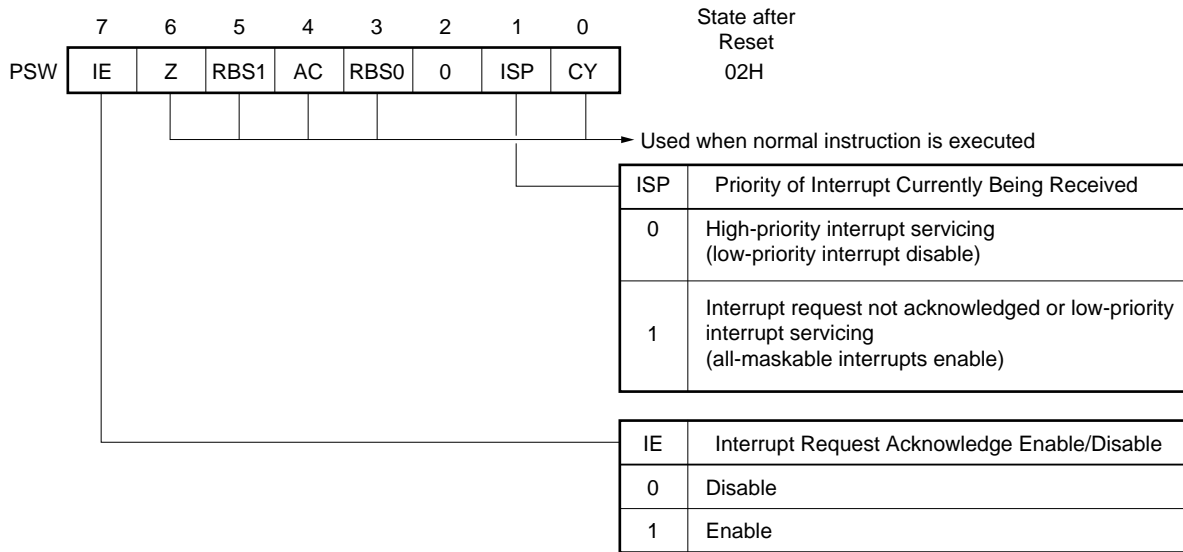 7 6 5 4 3 2 1 0
State after
Reset
PSW IE Z RBS1 AC RBS0 0 ISP CY 02H
Used when normal instruction is executed
ISP Priority of Interrupt Currently Being Received
0 High-priority interrupt servicing
(low-priority interrupt disable)
1 Interrupt request not acknowledged or low-priority
interrupt servicing
(all-maskable interrupts enable)
IE Interrupt Request Acknowledge Enable/Disable
0 Disable
1 Enable